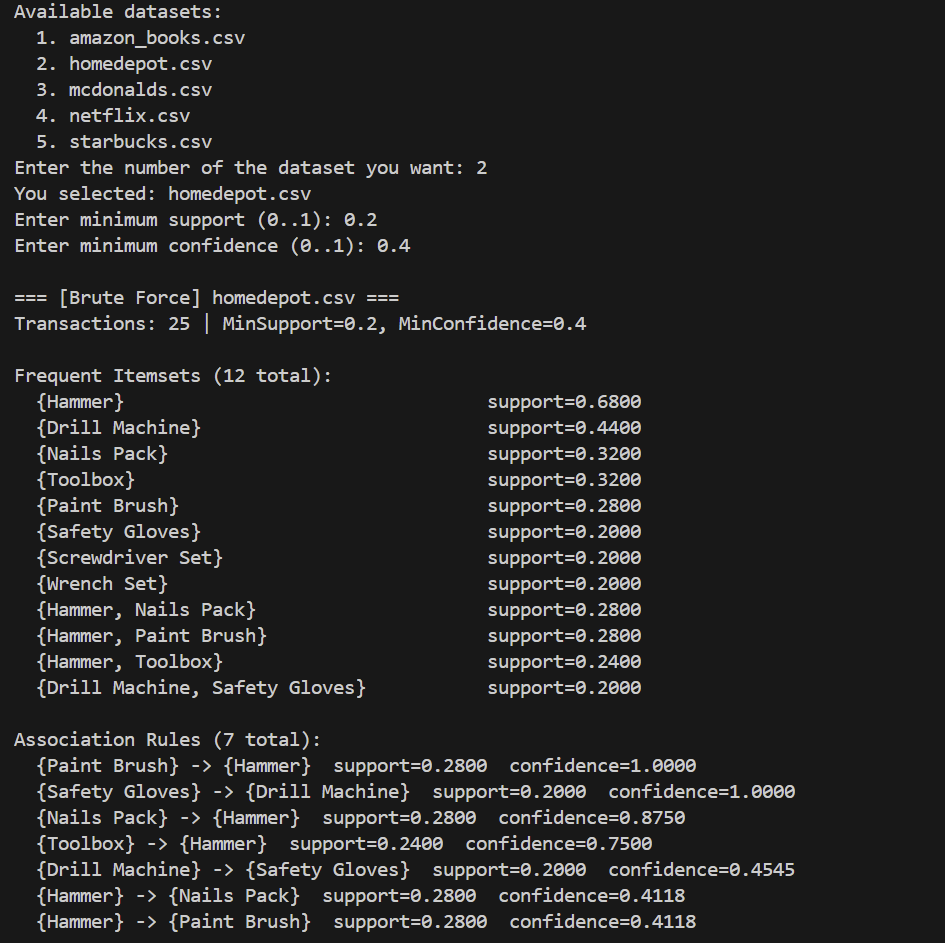 Available datasets:
  1. amazon_books.csv
  2. homedepot.csv
  3. mcdonalds.csv
  4. netflix.csv
  5. starbucks.csv
Enter the number of the dataset you want: 2
You selected: homedepot.csv
Enter minimum support (0..1): 0.2
Enter minimum confidence (0..1): 0.4

=== [Brute Force] homedepot.csv ===
Transactions: 25 | MinSupport=0.2, MinConfidence=0.4

Frequent Itemsets (12 total):
  {Hammer}                                 support=0.6800
  {Drill Machine}                          support=0.4400
  {Nails Pack}                             support=0.3200
  {Toolbox}                                support=0.3200
  {Paint Brush}                            support=0.2800
  {Safety Gloves}                          support=0.2000
  {Screwdriver Set}                        support=0.2000
  {Wrench Set}                             support=0.2000
  {Hammer, Nails Pack}                     support=0.2800
  {Hammer, Paint Brush}                    support=0.2800
  {Hammer, Toolbox}                        support=0.2400
  {Drill Machine, Safety Gloves}           support=0.2000

Association Rules (7 total):
  {Paint Brush} -> {Hammer}  support=0.2800  confidence=1.0000
  {Safety Gloves} -> {Drill Machine}  support=0.2000  confidence=1.0000
  {Nails Pack} -> {Hammer}  support=0.2800  confidence=0.8750
  {Toolbox} -> {Hammer}  support=0.2400  confidence=0.7500
  {Drill Machine} -> {Safety Gloves}  support=0.2000  confidence=0.4545
  {Hammer} -> {Nails Pack}  support=0.2800  confidence=0.4118
  {Hammer} -> {Paint Brush}  support=0.2800  confidence=0.4118